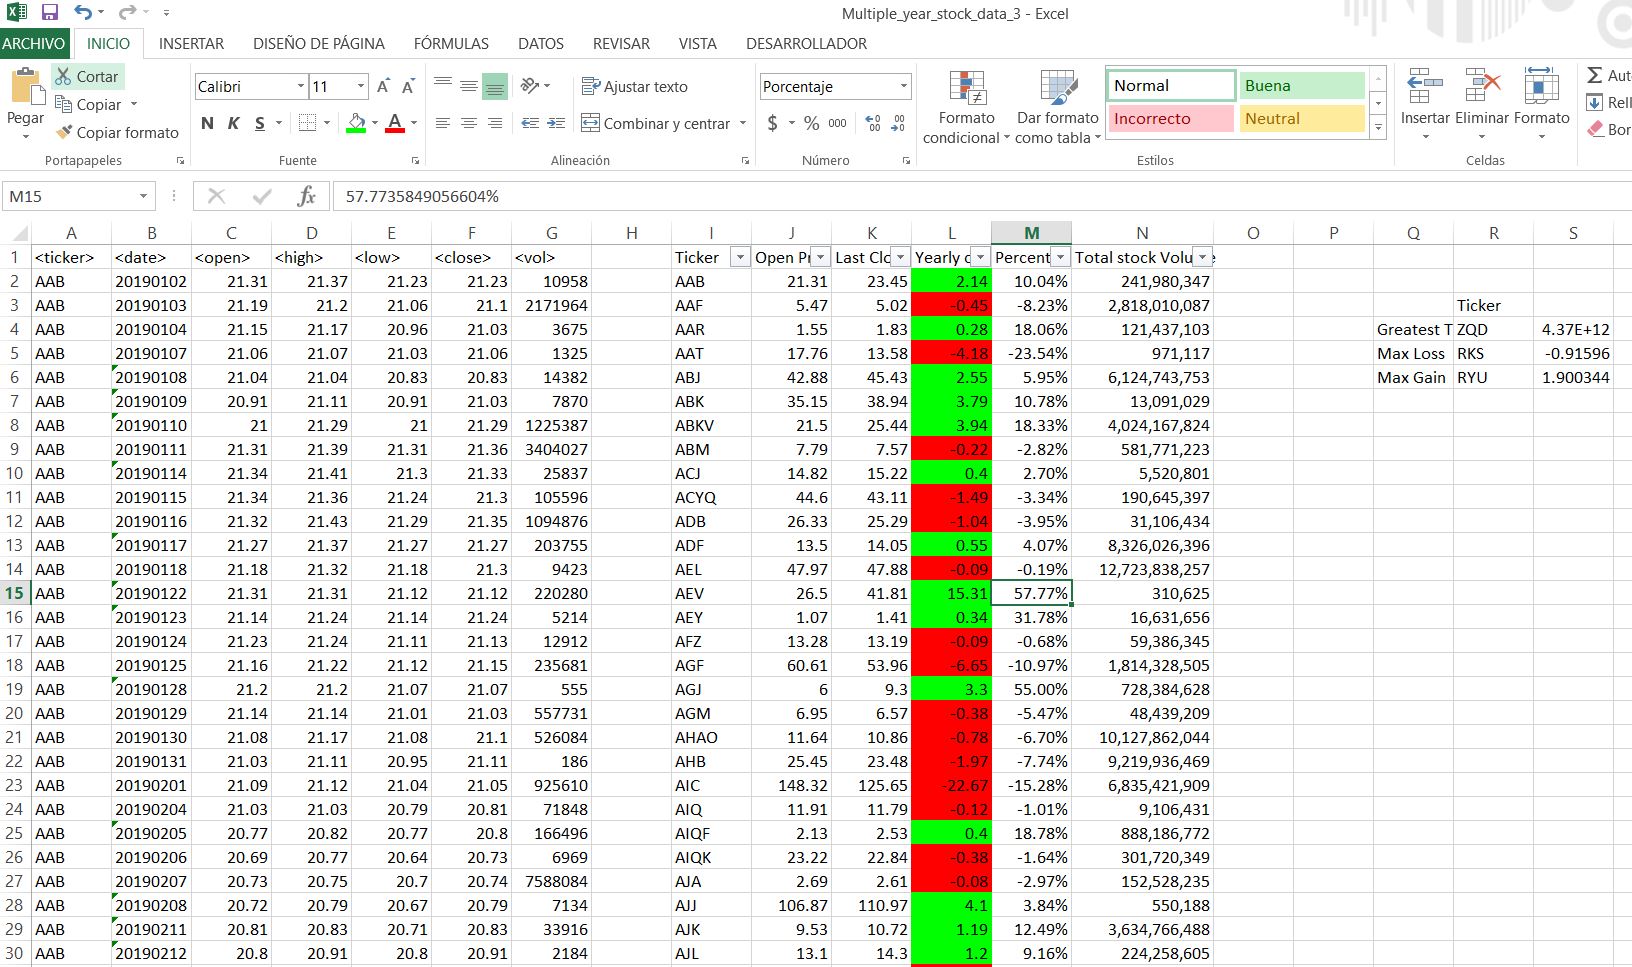 Multiple_year_stock_data_3 - Excel
ARCHIVO INICIO INSERTAR DISEÑO DE PÁGINA FÓRMULAS DATOS REVISAR VISTA DESARROLLADOR
Pegar
Cortar
Copiar
Copiar formato
Portapapeles
Calibri 11
N K S
Fuente
Ajustar texto
Combinar y centrar
Alineación
Porcentaje
$ % 000
Número
Formato condicional
Dar formato como tabla
Normal Buena
Incorrecto Neutral
Estilos
Insertar Eliminar Formato
Celdas
Σ Aut
Rell
Bor
M15 fx 57.7735849056604%
A B C D E F G H I J K L M N O P Q R S
1 <ticker> <date> <open> <high> <low> <close> <vol> Ticker Open Pr Last Clo Yearly c Percent Total stock Volu
2 AAB 20190102 21.31 21.37 21.23 21.23 10958 AAB 21.31 23.45 2.14 10.04% 241,980,347
3 AAB 20190103 21.19 21.2 21.06 21.1 2171964 AAF 5.47 5.02 -0.45 -8.23% 2,818,010,087 Ticker
4 AAB 20190104 21.15 21.17 20.96 21.03 3675 AAR 1.55 1.83 0.28 18.06% 121,437,103 Greatest T ZQD 4.37E+12
5 AAB 20190107 21.06 21.07 21.03 21.06 1325 AAT 17.76 13.58 -4.18 -23.54% 971,117 Max Loss RKS -0.91596
6 AAB 20190108 21.04 21.04 20.83 20.83 14382 ABJ 42.88 45.43 2.55 5.95% 6,124,743,753 Max Gain RYU 1.900344
7 AAB 20190109 20.91 21.11 20.91 21.03 7870 ABK 35.15 38.94 3.79 10.78% 13,091,029
8 AAB 20190110 21 21.29 21 21.29 1225387 ABKV 21.5 25.44 3.94 18.33% 4,024,167,824
9 AAB 20190111 21.31 21.39 21.31 21.36 3404027 ABM 7.79 7.57 -0.22 -2.82% 581,771,223
10 AAB 20190114 21.34 21.41 21.3 21.33 25837 ACJ 14.82 15.22 0.4 2.70% 5,520,801
11 AAB 20190115 21.34 21.36 21.24 21.3 105596 ACYQ 44.6 43.11 -1.49 -3.34% 190,645,397
12 AAB 20190116 21.32 21.43 21.29 21.35 1094876 ADB 26.33 25.29 -1.04 -3.95% 31,106,434
13 AAB 20190117 21.27 21.37 21.27 21.27 203755 ADF 13.5 14.05 0.55 4.07% 8,326,026,396
14 AAB 20190118 21.18 21.32 21.18 21.3 9423 AEL 47.97 47.88 -0.09 -0.19% 12,723,838,257
15 AAB 20190122 21.31 21.31 21.12 21.12 220280 AEV 26.5 41.81 15.31 57.77% 310,625
16 AAB 20190123 21.14 21.24 21.14 21.24 5214 AEY 1.07 1.41 0.34 31.78% 16,631,656
17 AAB 20190124 21.23 21.24 21.11 21.13 12912 AFZ 13.28 13.19 -0.09 -0.68% 59,386,345
18 AAB 20190125 21.16 21.22 21.12 21.15 235681 AGF 60.61 53.96 -6.65 -10.97% 1,814,328,505
19 AAB 20190128 21.2 21.2 21.07 21.07 555 AGJ 6 9.3 3.3 55.00% 728,384,628
20 AAB 20190129 21.14 21.14 21.01 21.03 557731 AGM 6.95 6.57 -0.38 -5.47% 48,439,209
21 AAB 20190130 21.08 21.17 21.08 21.1 526084 AHAO 11.64 10.86 -0.78 -6.70% 10,127,862,044
22 AAB 20190131 21.03 21.11 20.95 21.11 186 AHB 25.45 23.48 -1.97 -7.74% 9,219,936,469
23 AAB 20190201 21.09 21.12 21.04 21.05 925610 AIC 148.32 125.65 -22.67 -15.28% 6,835,421,909
24 AAB 20190204 21.03 21.03 20.79 20.81 71848 AIQ 11.91 11.79 -0.12 -1.01% 9,106,431
25 AAB 20190205 20.77 20.82 20.77 20.8 166496 AIQF 2.13 2.53 0.4 18.78% 888,186,772
26 AAB 20190206 20.69 20.77 20.64 20.73 6969 AIQK 23.22 22.84 -0.38 -1.64% 301,720,349
27 AAB 20190207 20.73 20.75 20.7 20.74 7588084 AJA 2.69 2.61 -0.08 -2.97% 152,528,235
28 AAB 20190208 20.72 20.79 20.67 20.79 7134 AJJ 106.87 110.97 4.1 3.84% 550,188
29 AAB 20190211 20.81 20.83 20.71 20.83 33916 AJK 9.53 10.72 1.19 12.49% 3,634,766,488
30 AAB 20190212 20.8 20.91 20.8 20.91 2184 AJL 13.1 14.3 1.2 9.16% 224,258,605